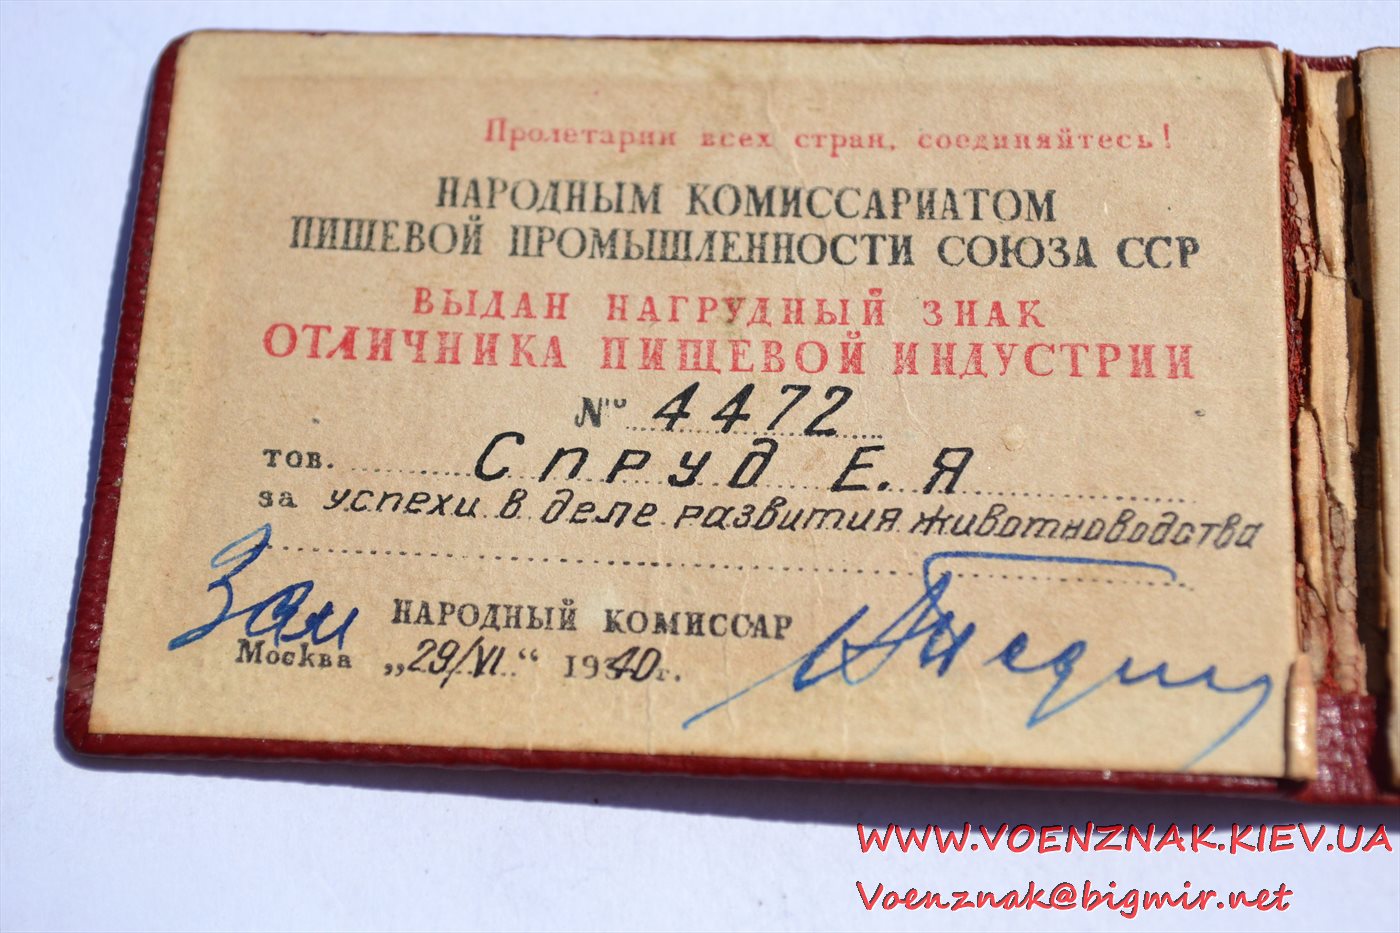 Пролетарии всех стран, соединяйтесь!
НАРОДНЫМ КОМИССАРИАТОМ
ПИЩЕВОЙ ПРОМЫШЛЕННОСТИ СОЮЗА ССР
ВЫДАН НАГРУДНЫЙ ЗНАК
ОТЛИЧНИКА ПИЩЕВОЙ ИНДУСТРИИ
№ 4472
тов. СПРУД Е. Я
за успехи в деле развития животноводства
Зам НАРОДНЫЙ КОМИССАР
Москва „29/VI“ 1940г.
WWW.VOENZNAK.KIEV.UA
Voenznak@bigmir.net